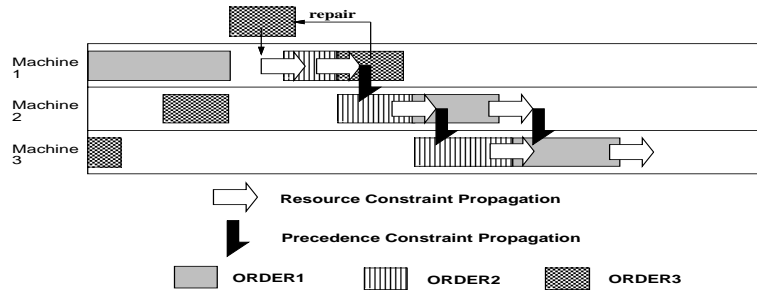 repair
Machine
1
Machine
2
Machine
3
Resource Constraint Propagation
Precedence Constraint Propagation
ORDER1 ORDER2 ORDER3